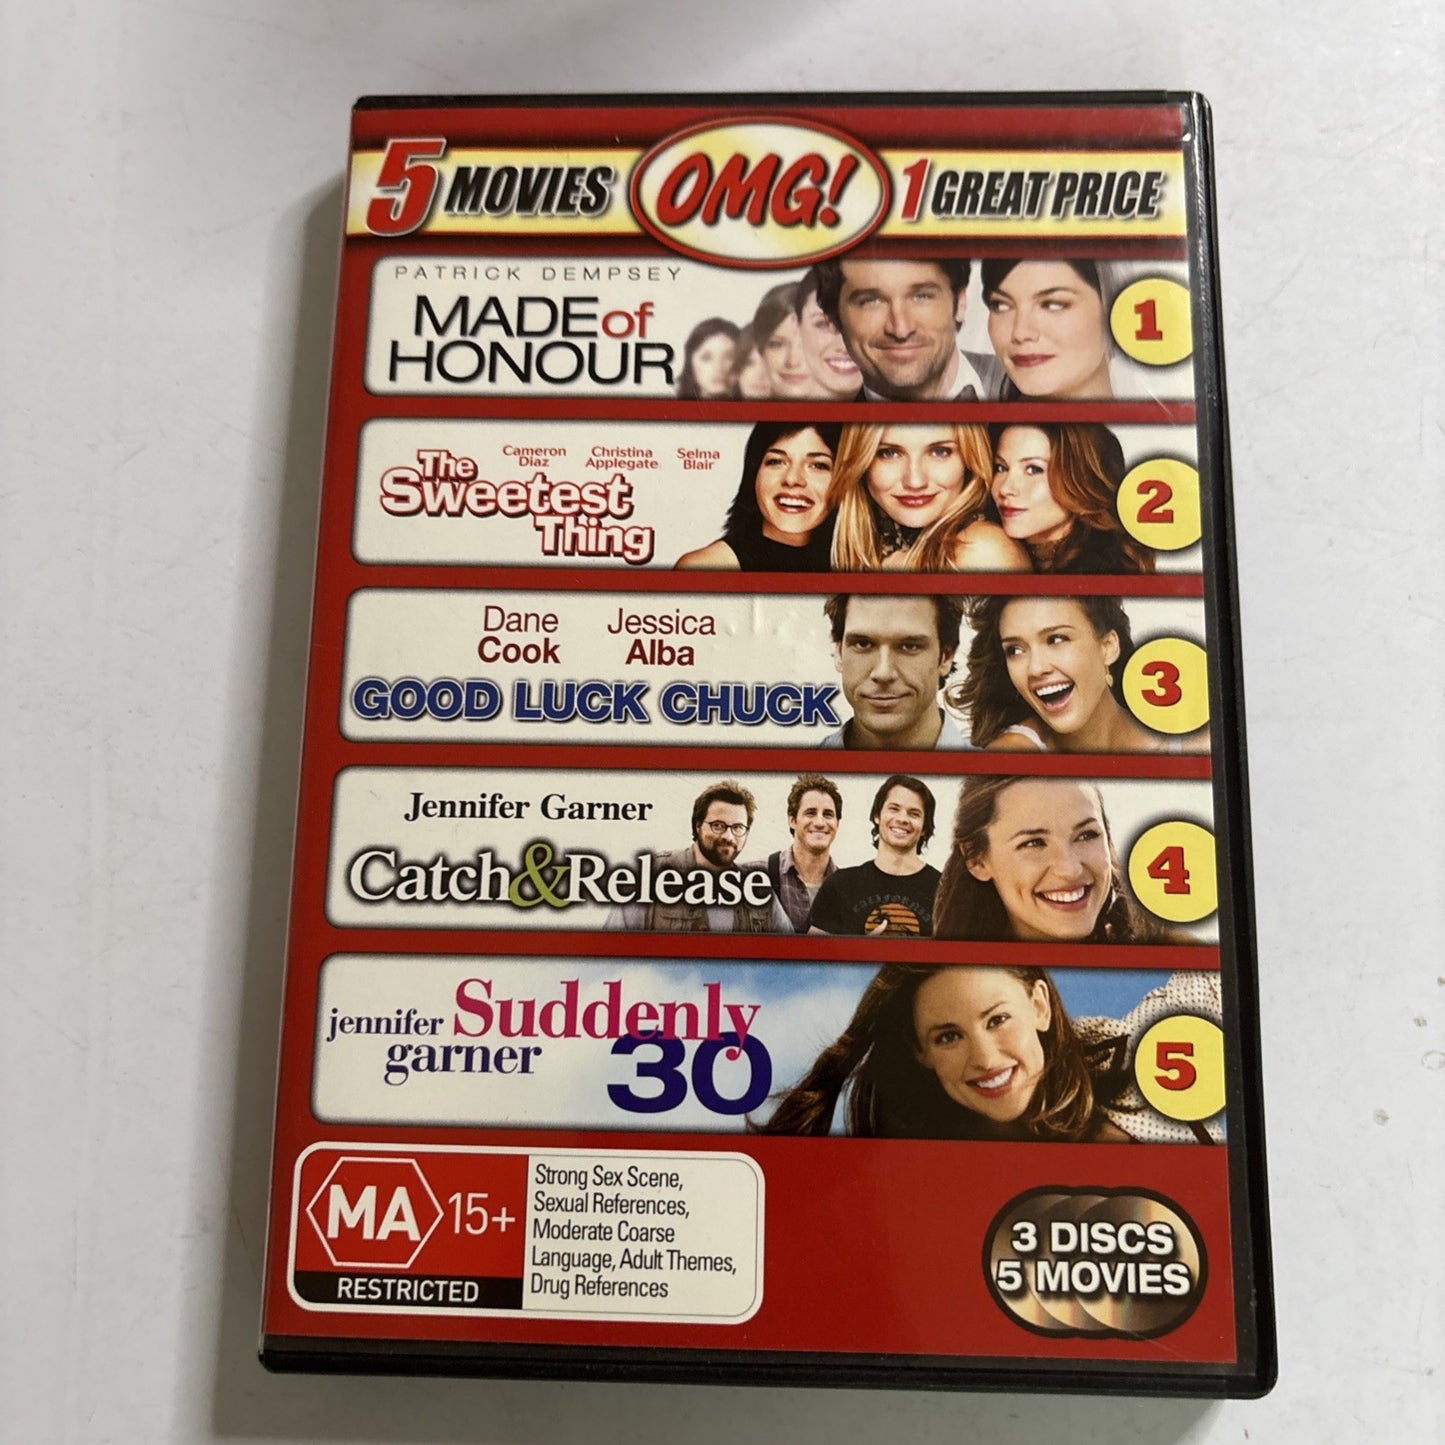 5 MOVIES OMG! 1 GREAT PRICE
PATRICK DEMPSEY
MADE of
HONOUR
1
Cameron Diaz Christina Applegate Selma Blair
The
Sweetest
Thing
2
Dane Cook Jessica Alba
GOOD LUCK CHUCK
3
Jennifer Garner
Catch & Release
CALIFORNIA
4
jennifer garner
Suddenly
30
5
MA 15+
RESTRICTED
Strong Sex Scene,
Sexual References,
Moderate Coarse
Language, Adult Themes,
Drug References
3 DISCS
5 MOVIES